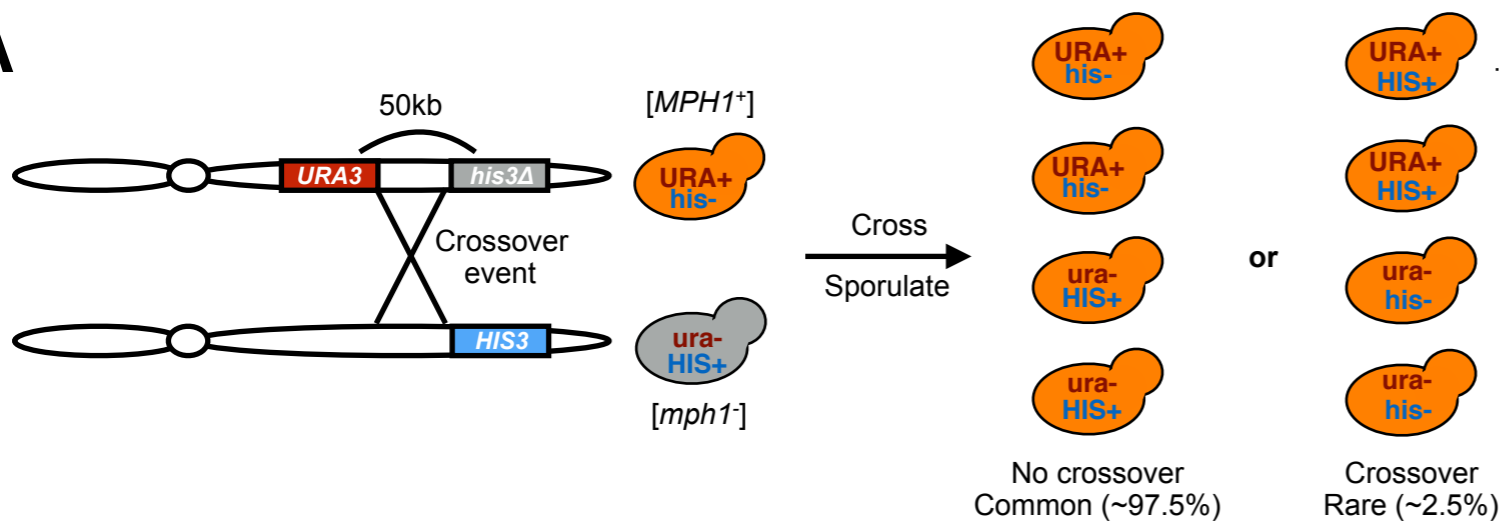 A
50kb
URA3
his3Δ
Crossover
event
HIS3
[MPH1⁺]
URA+
his-
ura-
HIS+
[mph1⁻]
Cross
Sporulate
URA+
his-
URA+
his-
ura-
HIS+
ura-
HIS+
No crossover
Common (~97.5%)
or
URA+
HIS+
.
URA+
HIS+
ura-
his-
ura-
his-
Crossover
Rare (~2.5%)